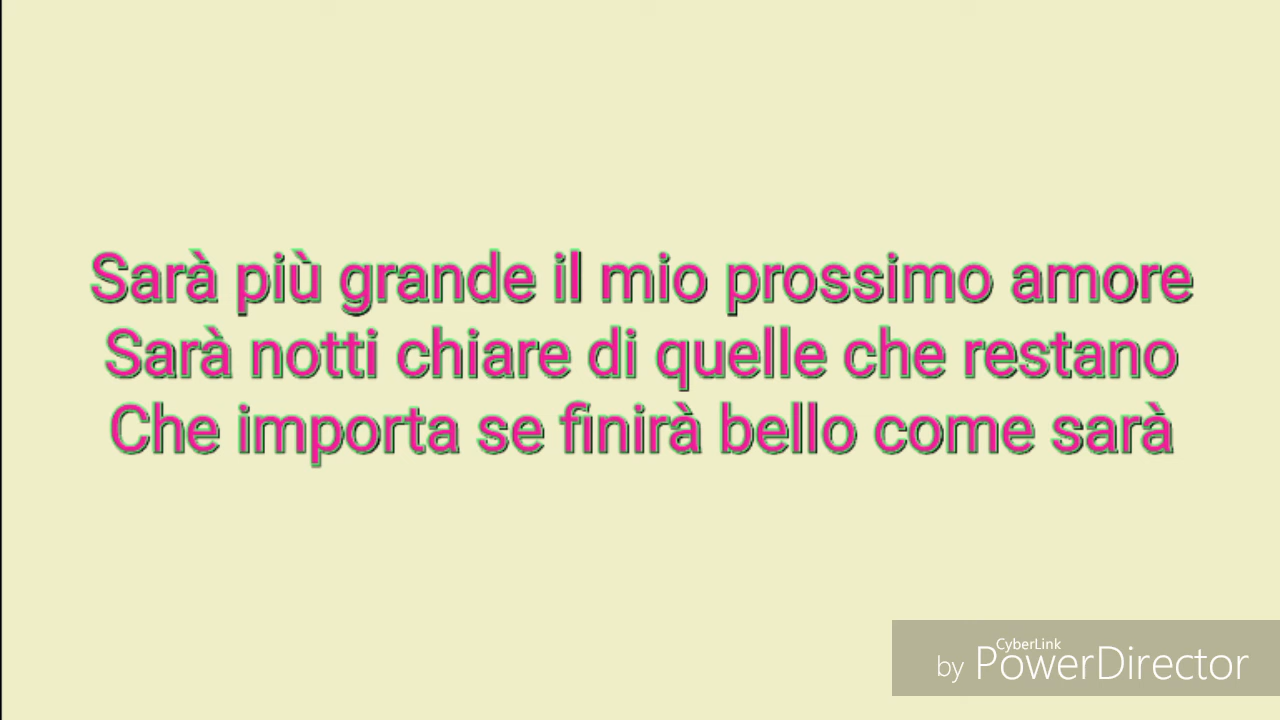 Sarà più grande il mio prossimo amore
Sarà notti chiare di quelle che restano
Che importa se finirà bello come sarà
CyberLink
by PowerDirector